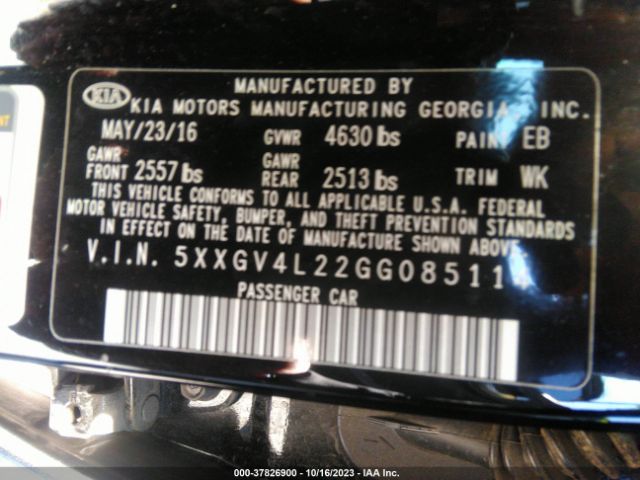 KIA
MANUFACTURED BY
KIA MOTORS MANUFACTURING GEORGIA, INC.
MAY/23/16 GVWR 4630 lbs PAINT EB
GAWR FRONT 2557 lbs GAWR REAR 2513 lbs TRIM WK
THIS VEHICLE CONFORMS TO ALL APPLICABLE U.S.A. FEDERAL
MOTOR VEHICLE SAFETY, BUMPER, AND THEFT PREVENTION STANDARDS
IN EFFECT ON THE DATE OF MANUFACTURE SHOWN ABOVE.
V.I.N. 5XXGV4L22GG085114
PASSENGER CAR
000-37826900 - 10/16/2023 - IAA Inc.